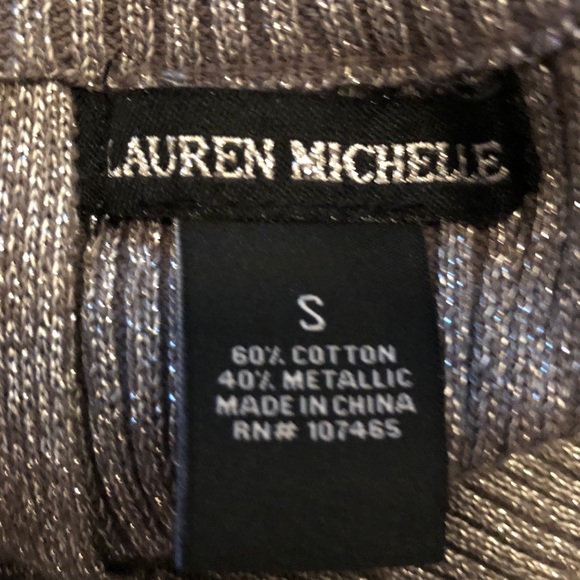 LAUREN MICHELLE
S
60% COTTON
40% METALLIC
MADE IN CHINA
RN# 107465